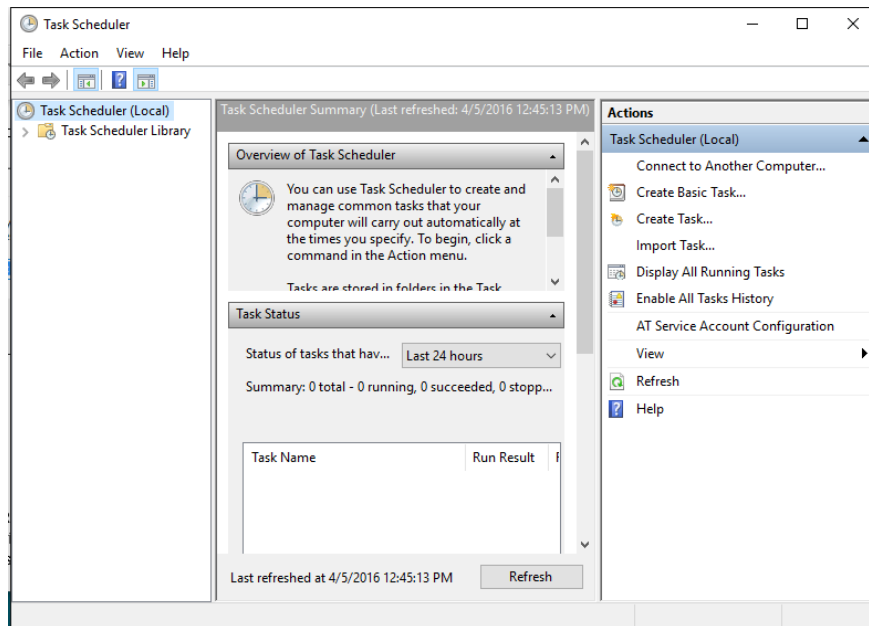 Task Scheduler
File Action View Help
Task Scheduler (Local)
Task Scheduler Library
Task Scheduler Summary (Last refreshed: 4/5/2016 12:45:13 PM)
Overview of Task Scheduler
You can use Task Scheduler to create and
manage common tasks that your
computer will carry out automatically at
the times you specify. To begin, click a
command in the Action menu.
Tasks are stored in folders in the Task
Task Status
Status of tasks that hav... Last 24 hours
Summary: 0 total - 0 running, 0 succeeded, 0 stopp...
Task Name Run Result
Last refreshed at 4/5/2016 12:45:13 PM Refresh
Actions
Task Scheduler (Local)
Connect to Another Computer...
Create Basic Task...
Create Task...
Import Task...
Display All Running Tasks
Enable All Tasks History
AT Service Account Configuration
View
Refresh
Help